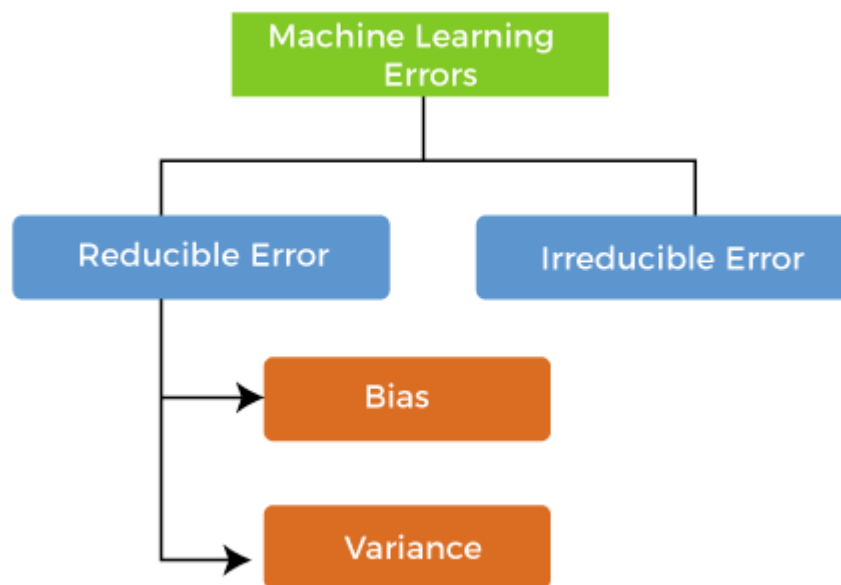 Machine Learning
Errors
Reducible Error
Irreducible Error
Bias
Variance